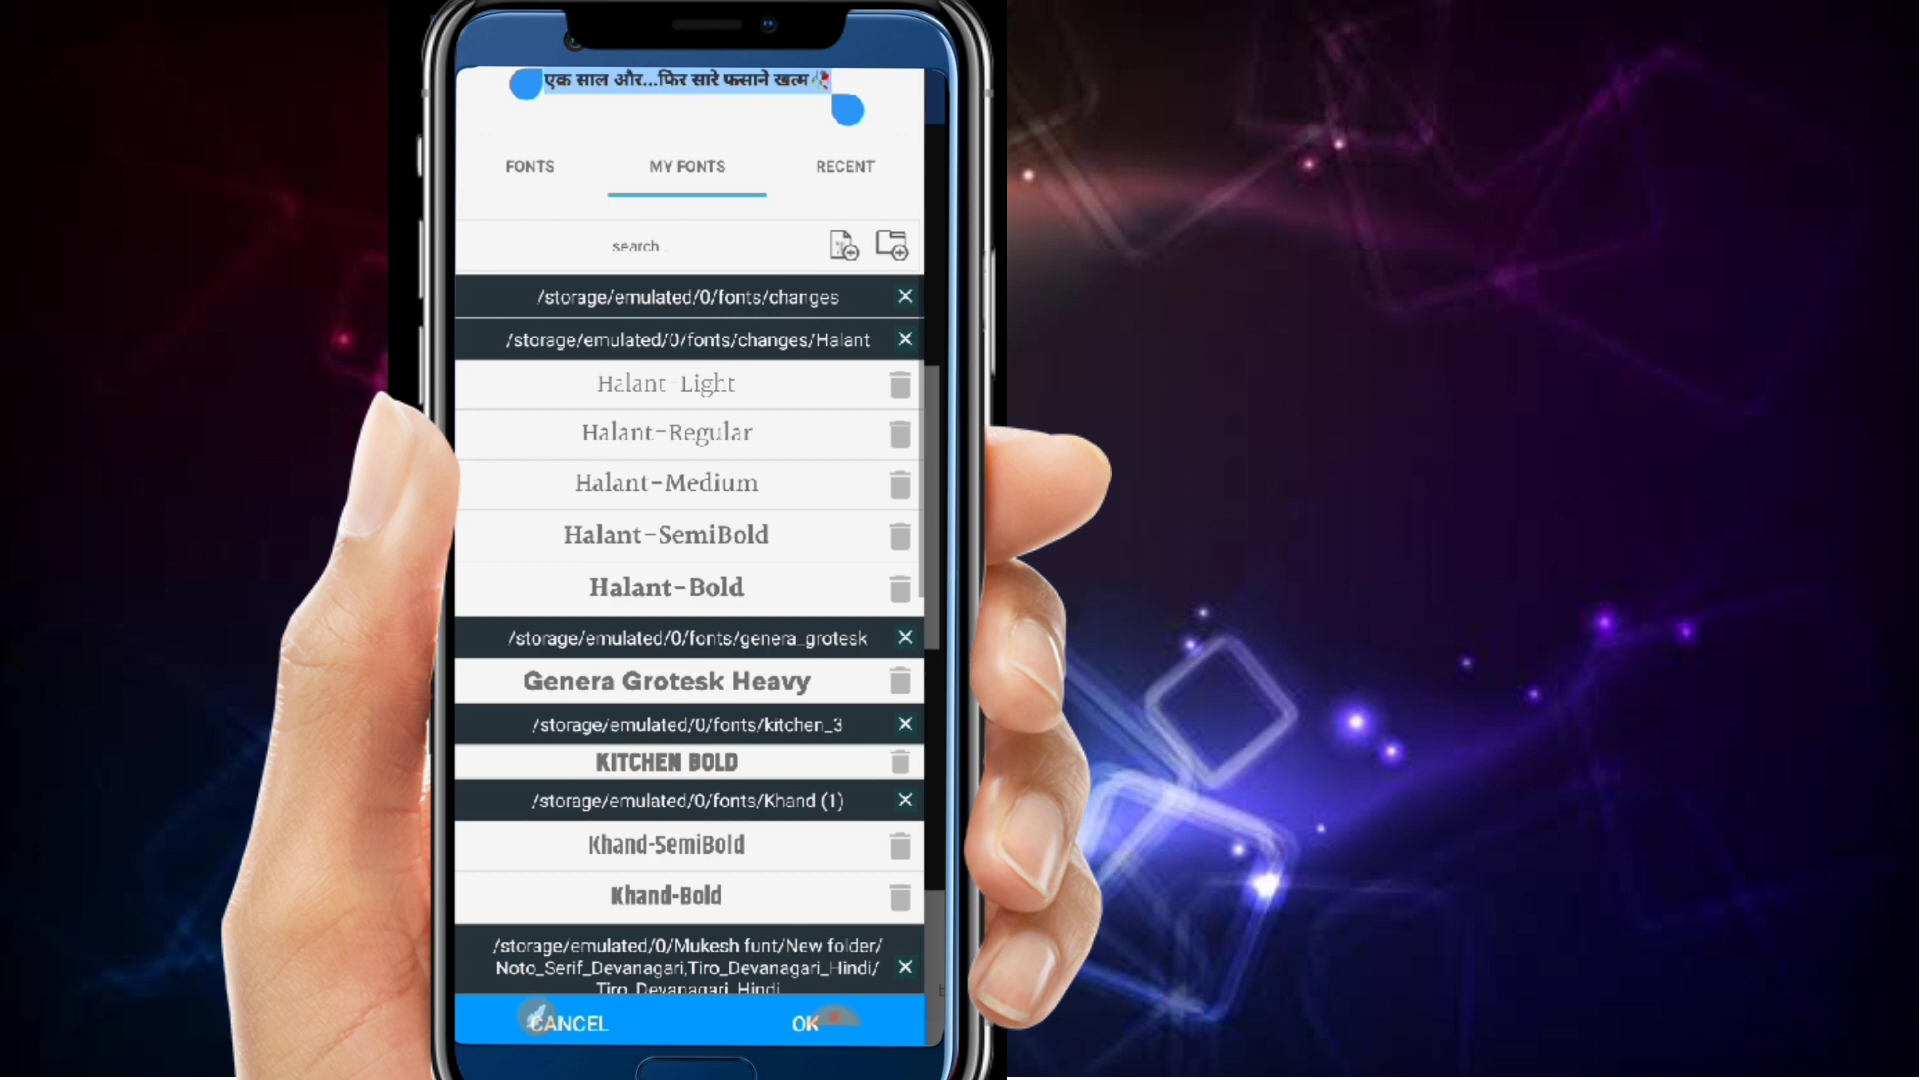 एक साल और...फिर सारे फसाने खत्म🥀
FONTS
MY FONTS
RECENT
search
/storage/emulated/0/fonts/changes
/storage/emulated/0/fonts/changes/Halant
Halant-Light
Halant-Regular
Halant-Medium
Halant-SemiBold
Halant-Bold
/storage/emulated/0/fonts/genera_grotesk
Genera Grotesk Heavy
/storage/emulated/0/fonts/kitchen_3
KITCHEN BOLD
/storage/emulated/0/fonts/Khand (1)
Khand-SemiBold
Khand-Bold
/storage/emulated/0/Mukesh funt/New folder/
Noto_Serif_Devanagari,Tiro_Devanagari_Hindi/
Tiro_Devanagari_Hindi
CANCEL
OK